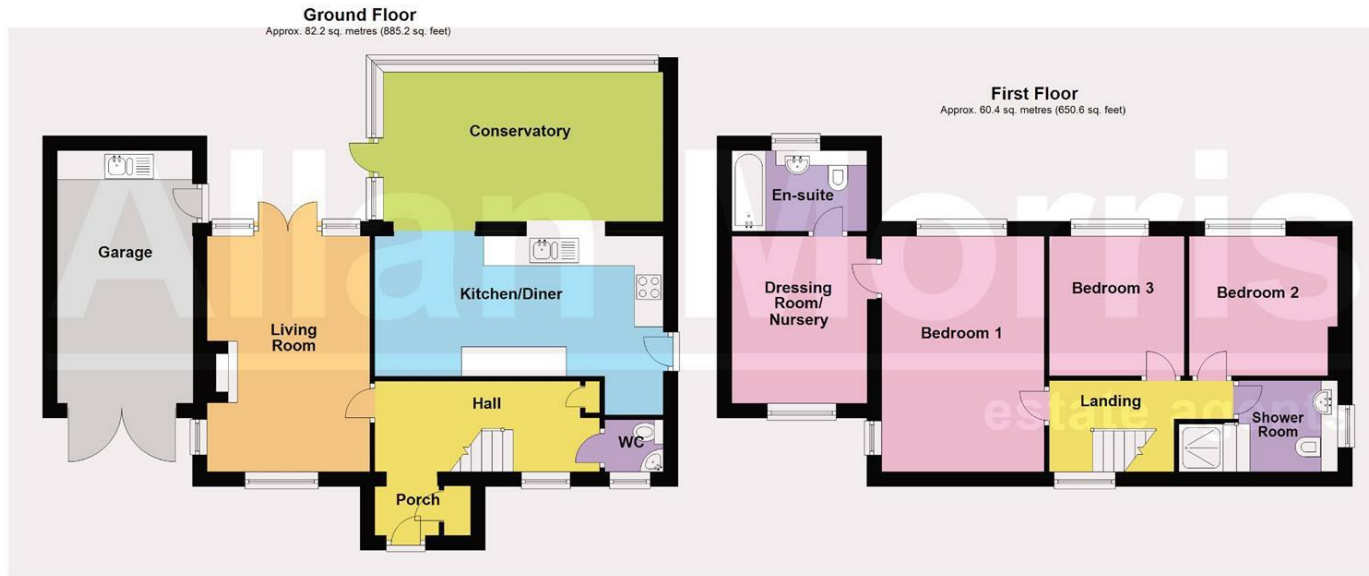 Ground Floor
Approx. 82.2 sq. metres (885.2 sq. feet)
Conservatory
Garage
Kitchen/Diner
Living
Room
Hall
WC
Porch
First Floor
Approx. 60.4 sq. metres (650.6 sq. feet)
En-suite
Dressing
Room/
Nursery
Bedroom 1
Bedroom 3
Bedroom 2
Landing
Shower
Room
Allan Morris
estate agents